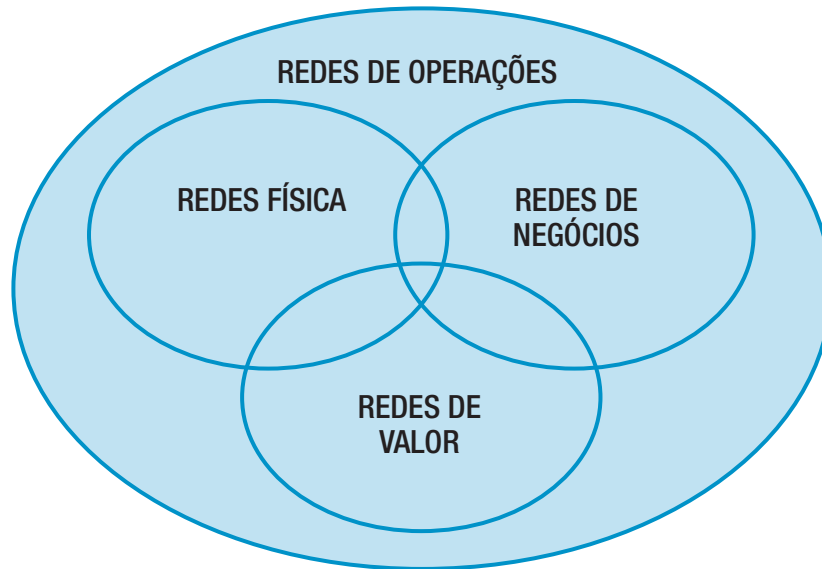 REDES DE OPERAÇÕES
REDES FÍSICA
REDES DE
NEGÓCIOS
REDES DE
VALOR